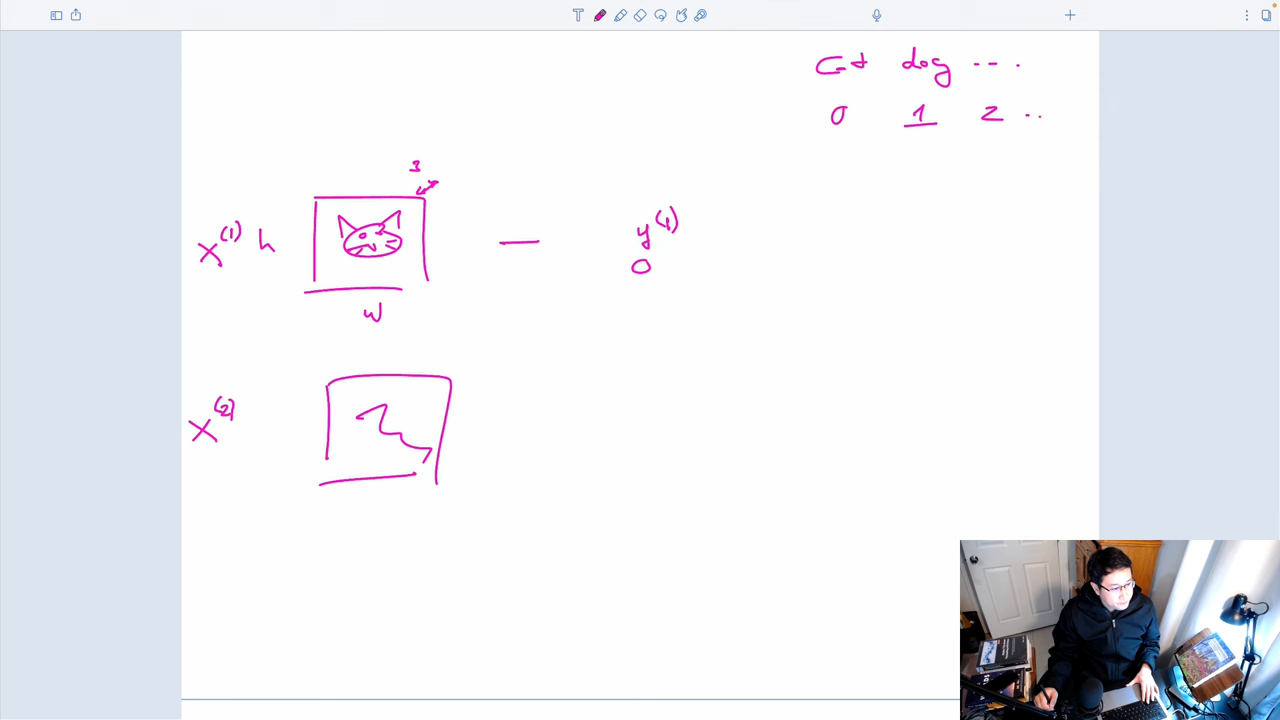 cat dog ....
0 1 2 ..
3
X^(1) h
y^(1)
0
w
X^(2)